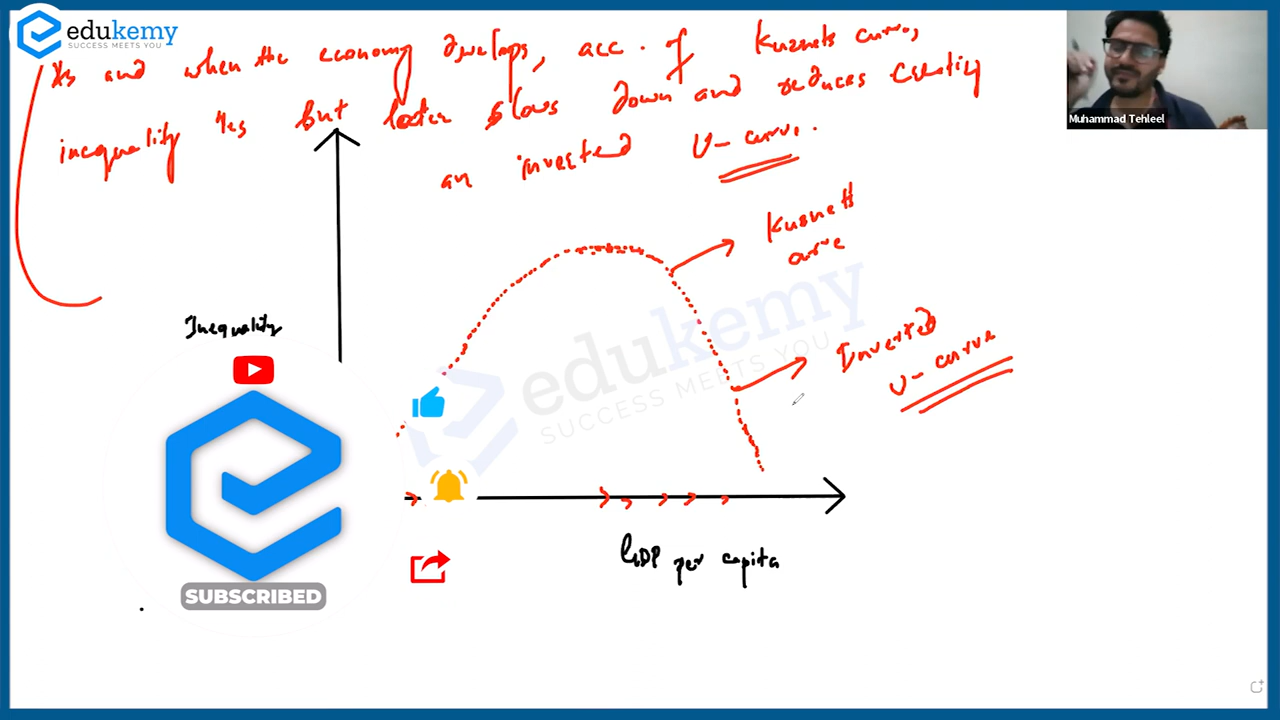 edukemy
SUCCESS MEETS YOU
Muhammad Tehleel
and when the economy develops, acc. of Kuznets curve,
inequality but later slows down and reduces creating
an inverted U-curve.
Kuznets
curve
Inequality
edukemy
SUCCESS MEETS YOU
Inverted
U-curve
GDP per capita
SUBSCRIBED